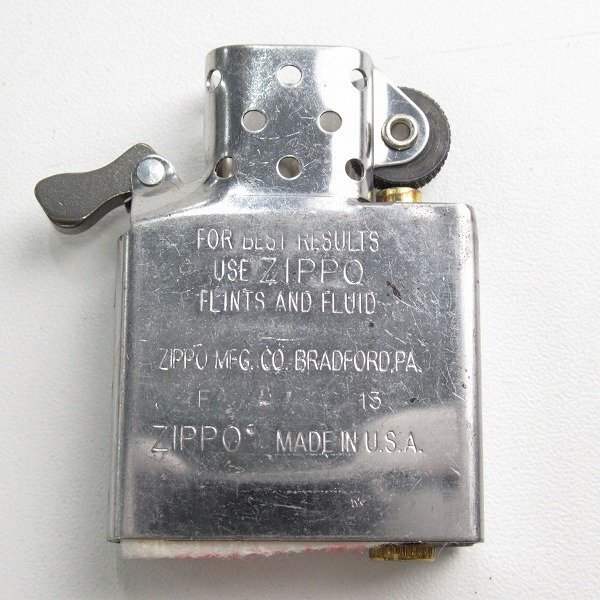 FOR BEST RESULTS
USE ZIPPO
FLINTS AND FLUID
ZIPPO MFG. CO. BRADFORD, PA.
F 13
ZIPPO® MADE IN U.S.A.